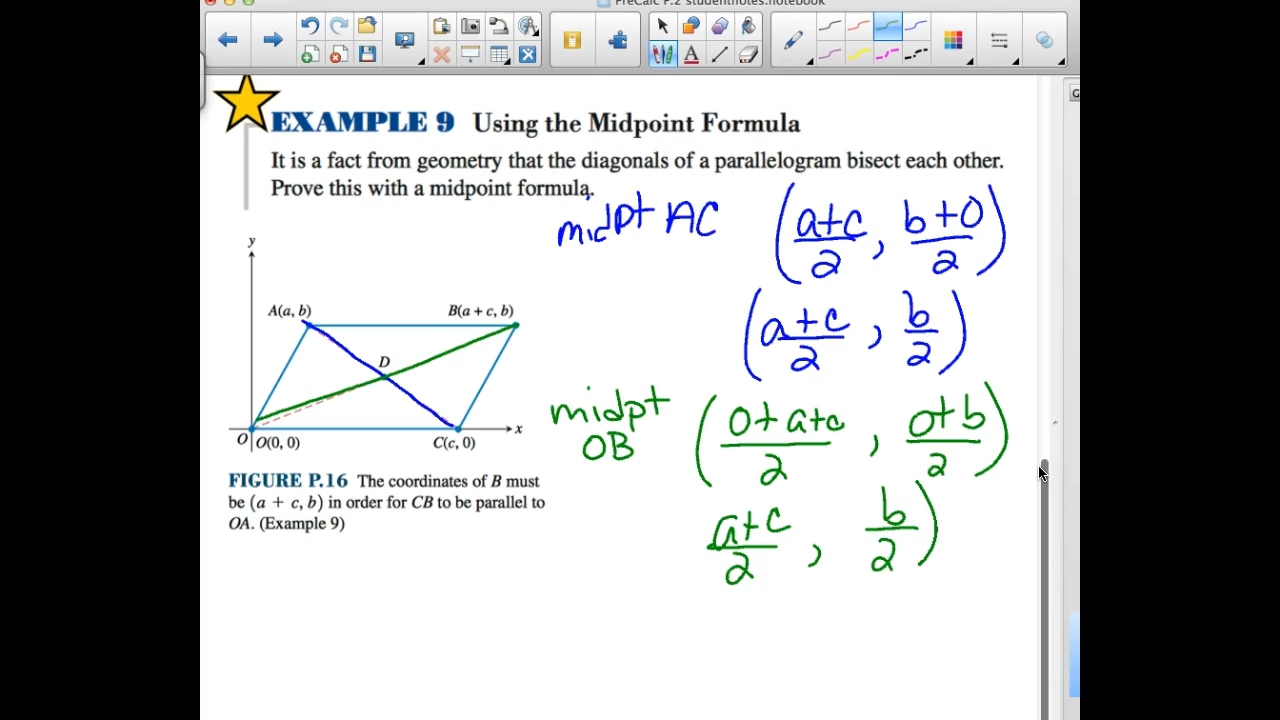 PreCalc P.2 studentnotes.notebook
EXAMPLE 9 Using the Midpoint Formula
It is a fact from geometry that the diagonals of a parallelogram bisect each other.
Prove this with a midpoint formula.
midpt AC ( a+c/2 , b+0/2 )
( a+c/2 , b/2 )
y
A(a, b) B(a + c, b)
D
x
O O(0, 0) C(c, 0)
midpt OB ( 0+a+c/2 , 0+b/2 )
a+c/2 , b/2 )
FIGURE P.16 The coordinates of B must
be (a + c, b) in order for CB to be parallel to
OA. (Example 9)